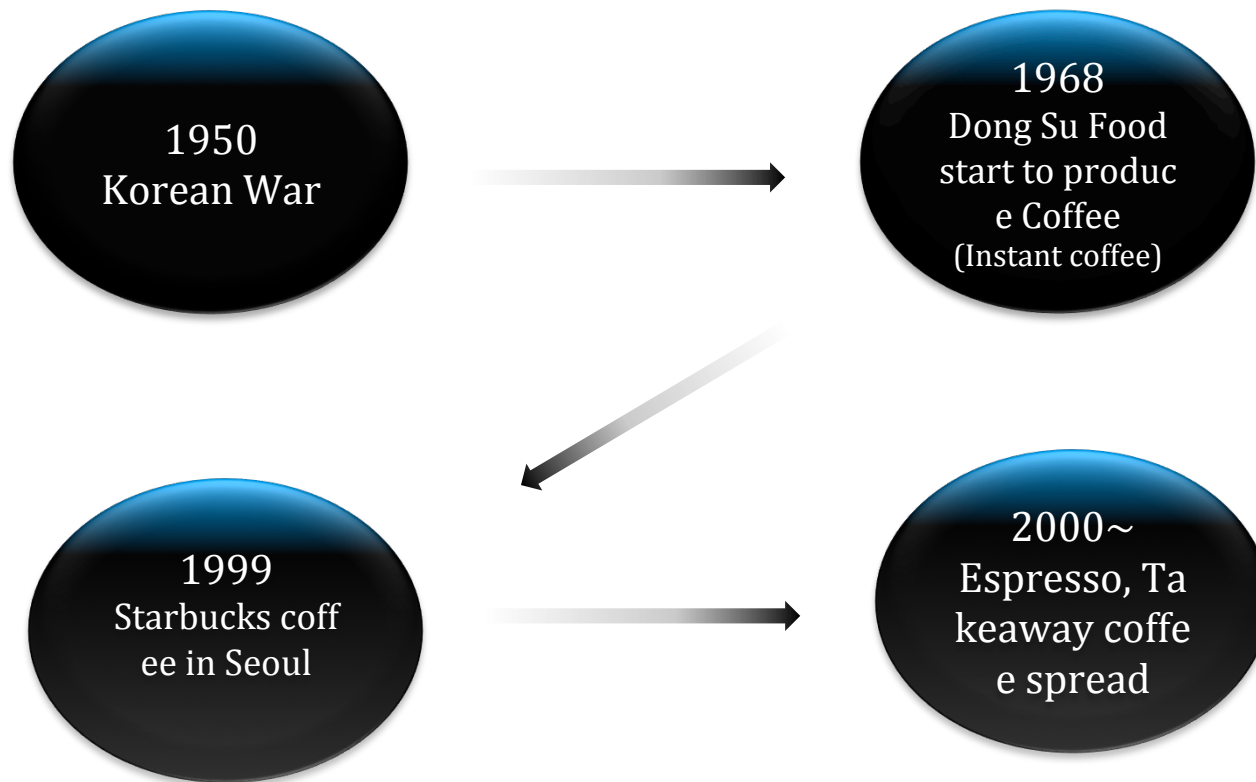 1950
Korean War
1968
Dong Su Food
start to produc
e Coffee
(Instant coffee)
1999
Starbucks coff
ee in Seoul
2000~
Espresso, Ta
keaway coffe
e spread